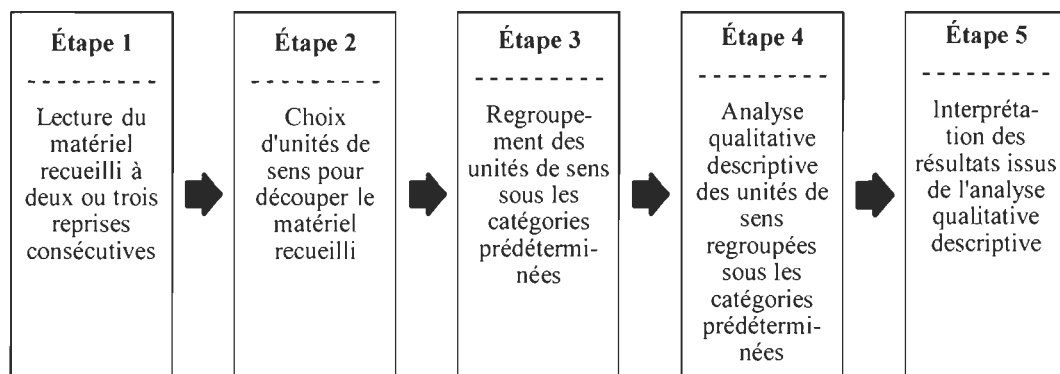 Étape 1
Lecture du
matériel
recueilli à
deux ou trois
reprises
consécutives
Étape 2
Choix
d'unités de
sens pour
découper le
matériel
recueilli
Étape 3
Regroupe-
ment des
unités de sens
sous les
catégories
prédétermi-
nées
Étape 4
Analyse
qualitative
descriptive
des unités de
sens
regroupées
sous les
catégories
prédétermi-
nées
Étape 5
Interpréta-
tion des
résultats issus
de l'analyse
qualitative
descriptive